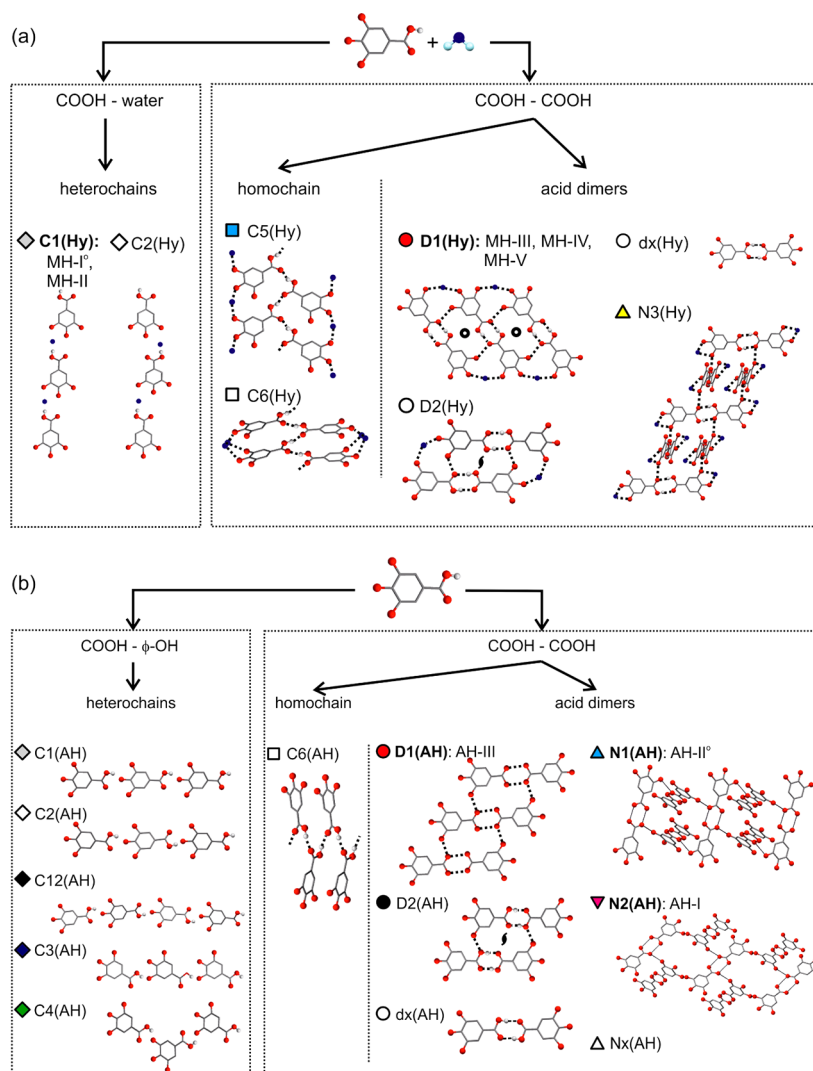 (a)
+
COOH - water
COOH - COOH
heterochains
homochain
acid dimers
C1(Hy):
MH-Iº,
MH-II
C2(Hy)
C5(Hy)
C6(Hy)
D1(Hy): MH-III, MH-IV,
MH-V
D2(Hy)
dx(Hy)
N3(Hy)
(b)
COOH - ϕ-OH
COOH - COOH
heterochains
homochain
acid dimers
C1(AH)
C2(AH)
C12(AH)
C3(AH)
C4(AH)
C6(AH)
D1(AH): AH-III
D2(AH)
dx(AH)
N1(AH): AH-IIº
N2(AH): AH-I
Nx(AH)